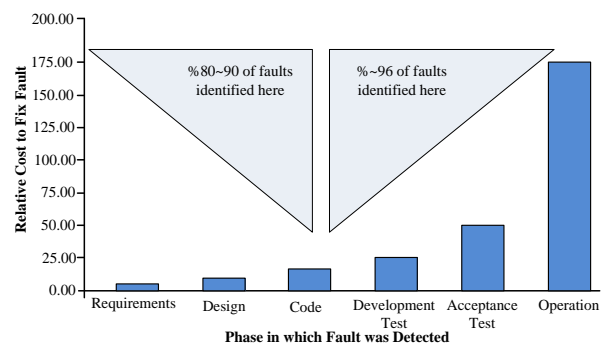 200.00
175.00
150.00
125.00
100.00
75.00
50.00
25.00
0.00
Relative Cost to Fix Fault
%80~90 of faults
identified here
%~96 of faults
identified here
Requirements
Design
Code
Development
Test
Acceptance
Test
Operation
Phase in which Fault was Detected